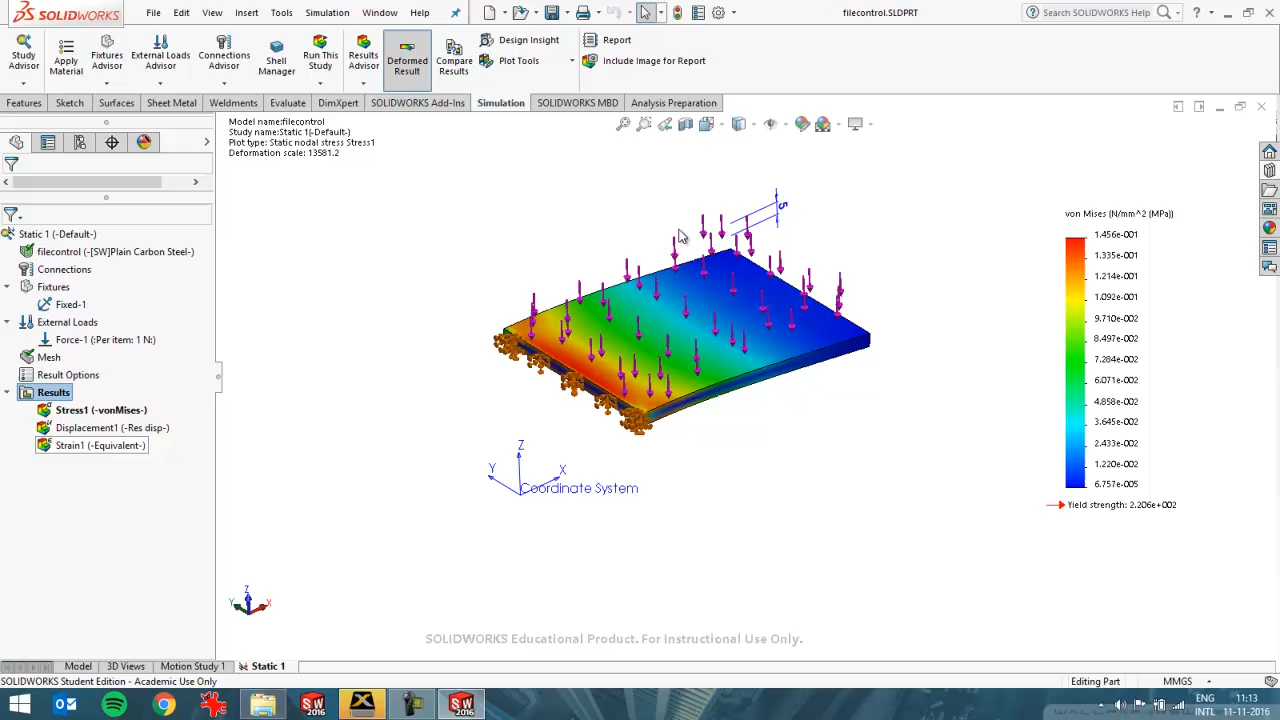 SOLIDWORKS File Edit View Insert Tools Simulation Window Help filecontrol.SLDPRT Search SOLIDWORKS Help
Study Advisor
Apply Material
Fixtures Advisor
External Loads Advisor
Connections Advisor
Shell Manager
Run This Study
Results Advisor
Deformed Result
Compare Results
Design Insight
Plot Tools
Report
Include Image for Report
Features Sketch Surfaces Sheet Metal Weldments Evaluate DimXpert SOLIDWORKS Add-Ins Simulation SOLIDWORKS MBD Analysis Preparation
Model name:filecontrol
Study name:Static 1(-Default-)
Plot type: Static nodal stress Stress1
Deformation scale: 13581.2
Static 1 (-Default-)
filecontrol (-[SW]Plain Carbon Steel-)
Connections
Fixtures
Fixed-1
External Loads
Force-1 (:Per item: 1 N:)
Mesh
Result Options
Results
Stress1 (-vonMises-)
Displacement1 (-Res disp-)
Strain1 (-Equivalent-)
5
Z
Y
X
Coordinate System
Z
Y
X
von Mises (N/mm^2 (MPa))
1.456e-001
1.335e-001
1.214e-001
1.092e-001
9.710e-002
8.497e-002
7.284e-002
6.071e-002
4.858e-002
3.645e-002
2.433e-002
1.220e-002
6.757e-005
Yield strength: 2.206e+002
SOLIDWORKS Educational Product. For Instructional Use Only.
Model 3D Views Motion Study 1 Static 1
SOLIDWORKS Student Edition - Academic Use Only Editing Part MMGS
SW 2016
SW 2016
ENG
INTL
11:13
11-11-2016